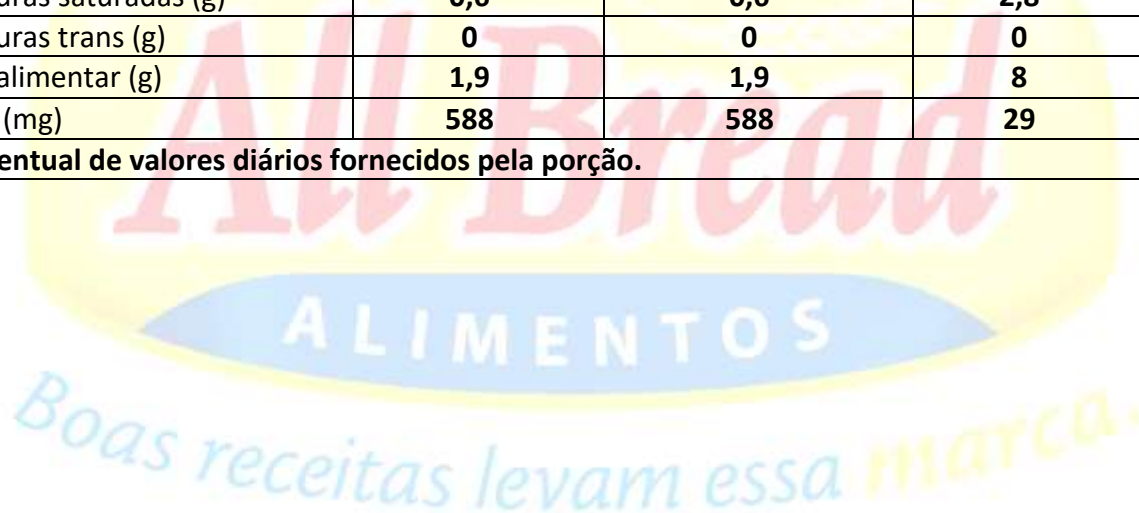 uras saturadas (g) 0,6 0,6 2,8
uras trans (g) 0 0 0
alimentar (g) 1,9 1,9 8
(mg) 588 588 29
entual de valores diários fornecidos pela porção.
All Bread
ALIMENTOS
Boas receitas levam essa marca.